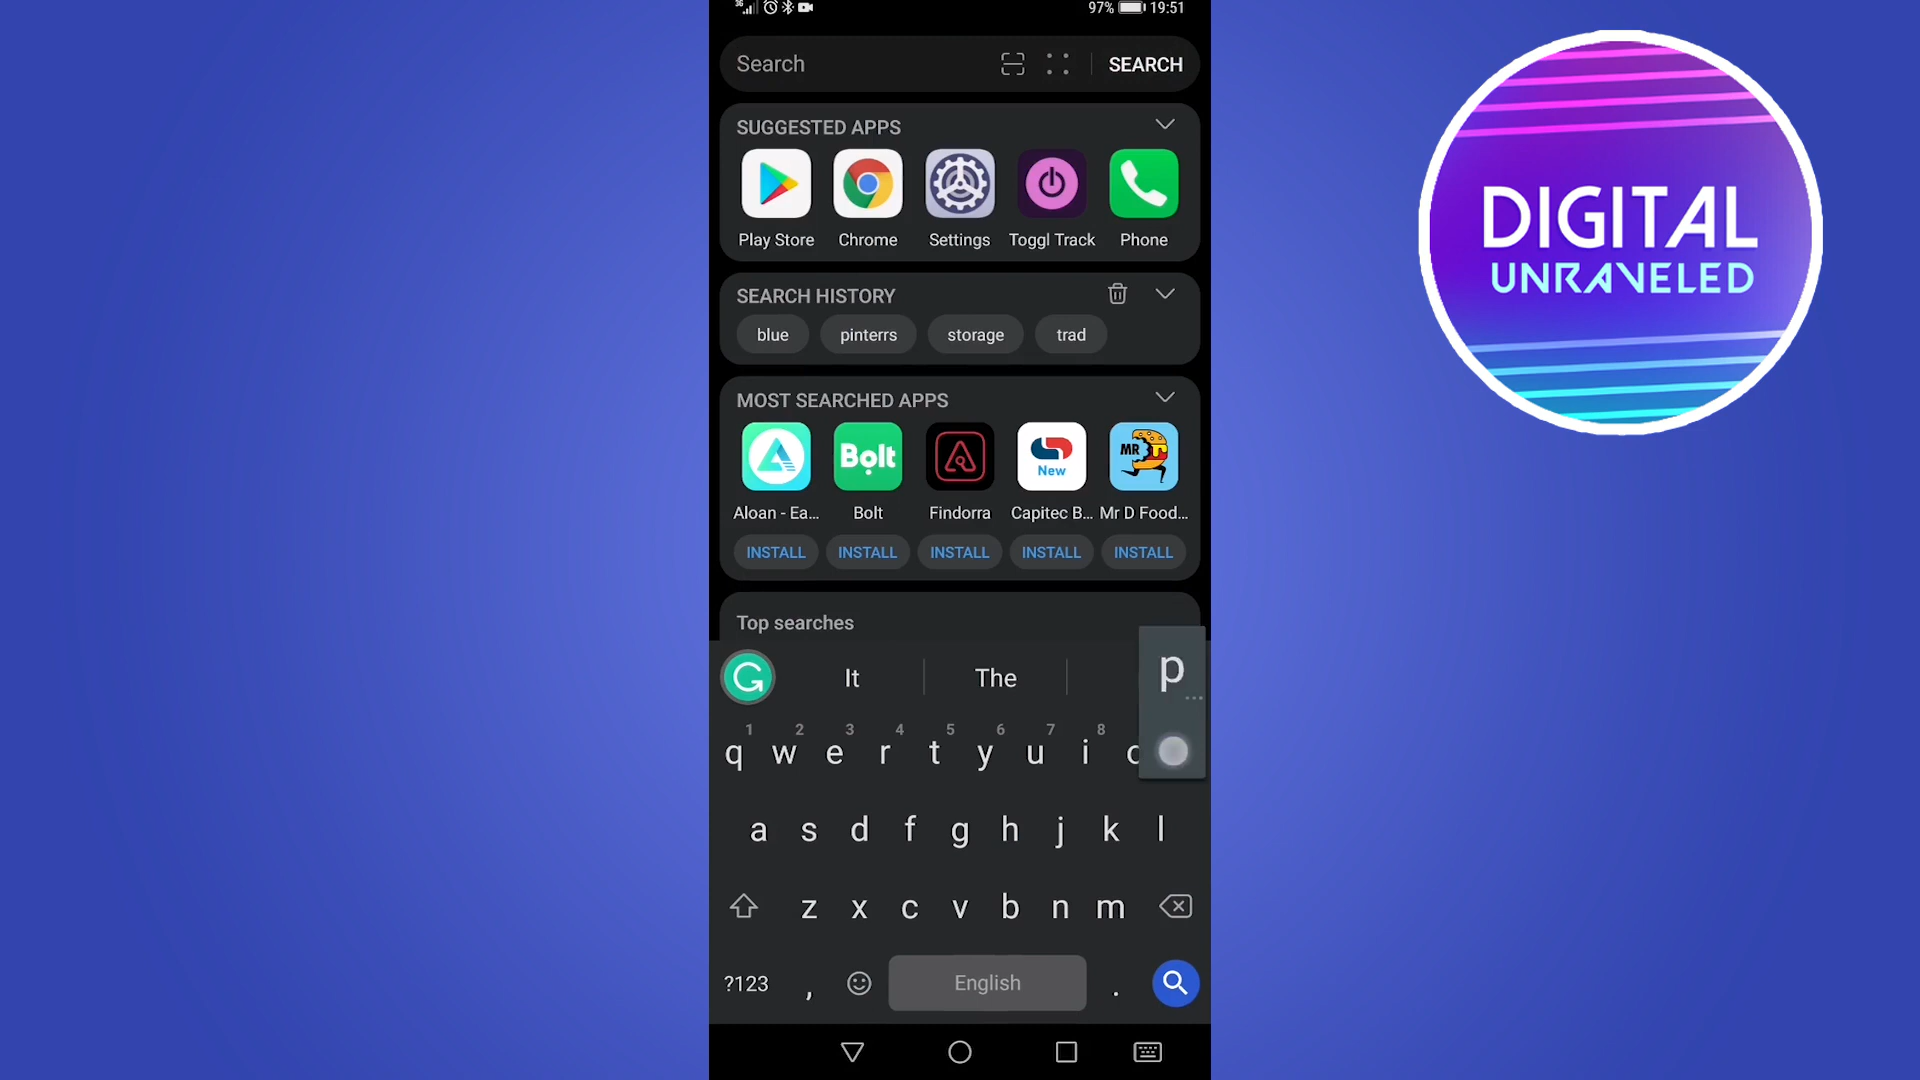 3G
97% 19:51
Search SEARCH
SUGGESTED APPS
Play Store Chrome Settings Toggl Track Phone
SEARCH HISTORY
blue pinterrs storage trad
MOST SEARCHED APPS
Bolt New MR D
Aloan - Ea... Bolt Findorra Capitec B... Mr D Food...
INSTALL INSTALL INSTALL INSTALL INSTALL
Top searches
It The p
1 2 3 4 5 6 7 8
q w e r t y u i o
a s d f g h j k l
z x c v b n m
?123 , English .
DIGITAL
UNRAVELED